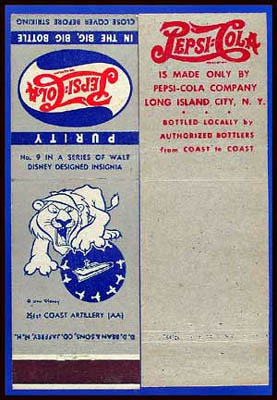 CLOSE COVER BEFORE STRIKING
IN THE BIG, BIG BOTTLE
PEPSI-COLA
PURITY
No. 9 IN A SERIES OF WALT
DISNEY DESIGNED INSIGNIA
251st COAST ARTILLERY (AA)
D. D. BEAN & SONS, CO. JAFFREY, N. H.
PEPSI-COLA
IS MADE ONLY BY
PEPSI-COLA COMPANY
LONG ISLAND CITY, N. Y.
BOTTLED LOCALLY by
AUTHORIZED BOTTLERS
from COAST to COAST